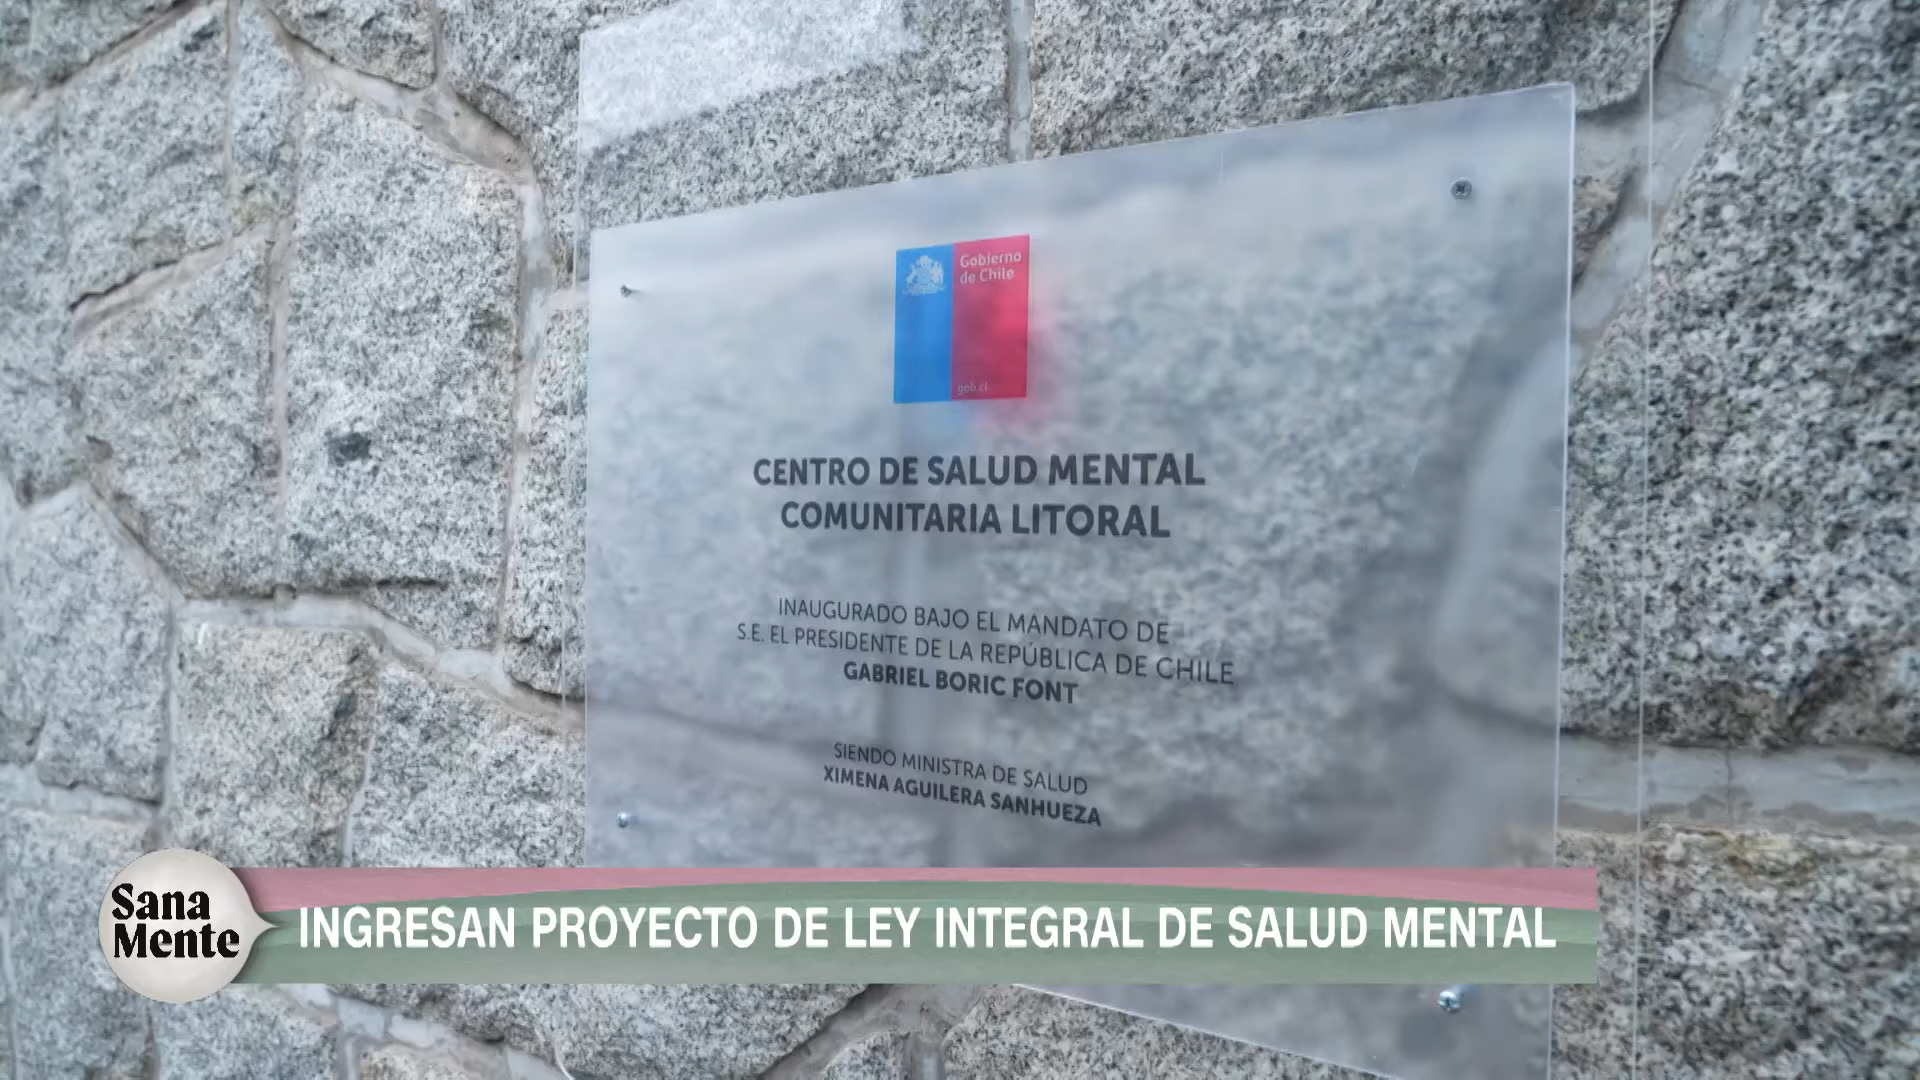 Gobierno
de Chile
gob.cl
CENTRO DE SALUD MENTAL
COMUNITARIA LITORAL
INAUGURADO BAJO EL MANDATO DE
S.E. EL PRESIDENTE DE LA REPÚBLICA DE CHILE
GABRIEL BORIC FONT
SIENDO MINISTRA DE SALUD
XIMENA AGUILERA SANHUEZA
Sana
Mente
INGRESAN PROYECTO DE LEY INTEGRAL DE SALUD MENTAL